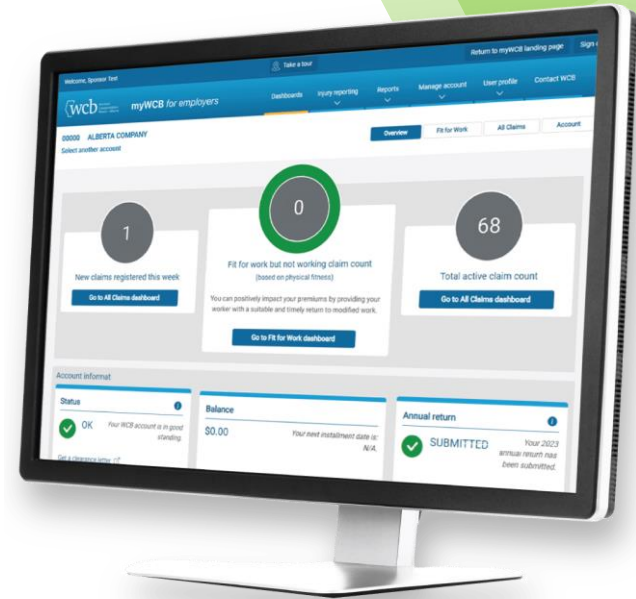 Welcome, Sponsor Test
Take a tour
Return to myWCB landing page
Sign
wcb
myWCB for employers
Dashboards
Injury reporting
Reports
Manage account
User profile
Contact WCB
00000 ALBERTA COMPANY
Select another account
Overview
Fit for Work
All Claims
Account
1
New claims registered this week
Go to All Claims dashboard
0
Fit for work but not working claim count
(based on physical fitness)
You can positively impact your premiums by providing your
worker with a suitable and timely return to modified work.
Go to Fit for Work dashboard
68
Total active claim count
Go to All Claims dashboard
Account informat
Status
OK
Your WCB account is in good
standing.
Get a clearance letter
Balance
$0.00
Your next installment date is:
N/A.
Annual return
SUBMITTED
Your 2023
annual return has
been submitted.